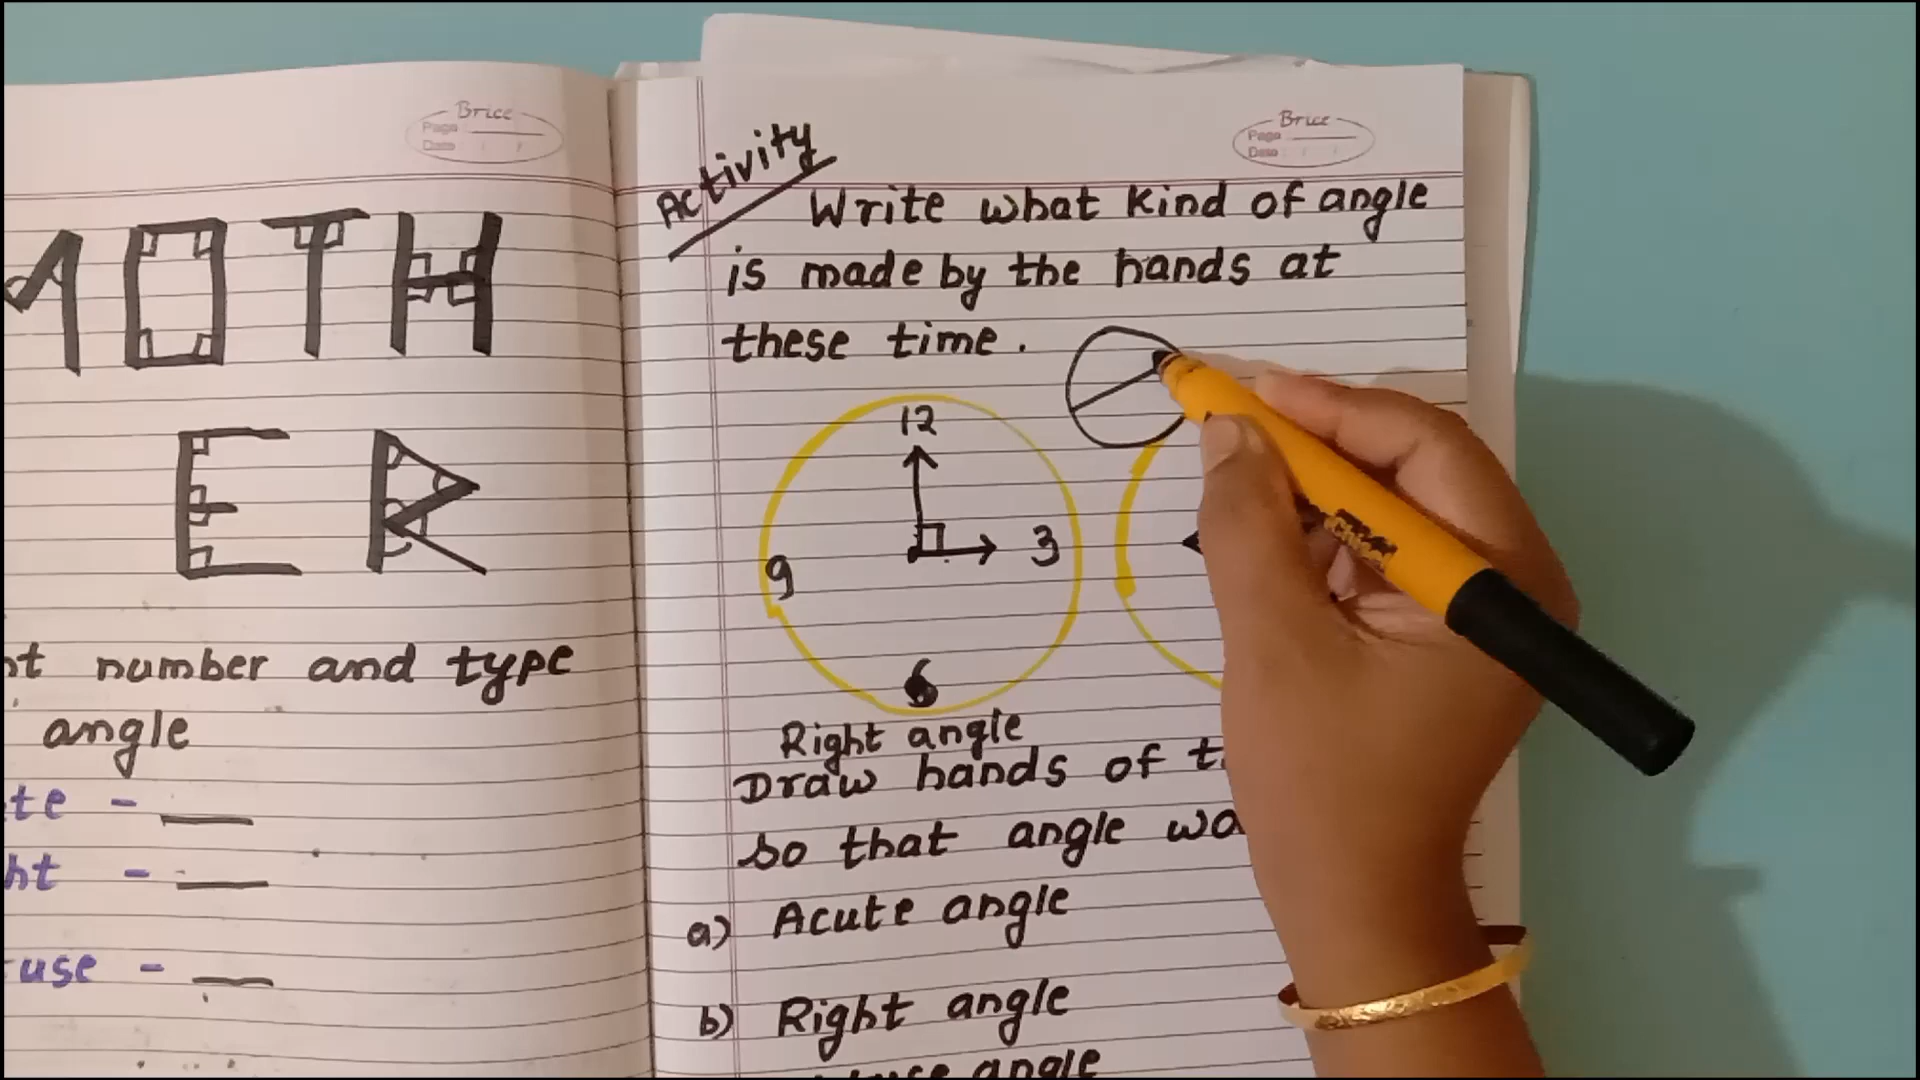 Brice
Page
Date
MOTH
ER
number and type
angle
Brice
Page
Date
Activity
Write what kind of angle
is made by the hands at
these time.
12
3
9
6
Right angle
Draw hands of
so that angle
a) Acute angle
b) Right angle
angle